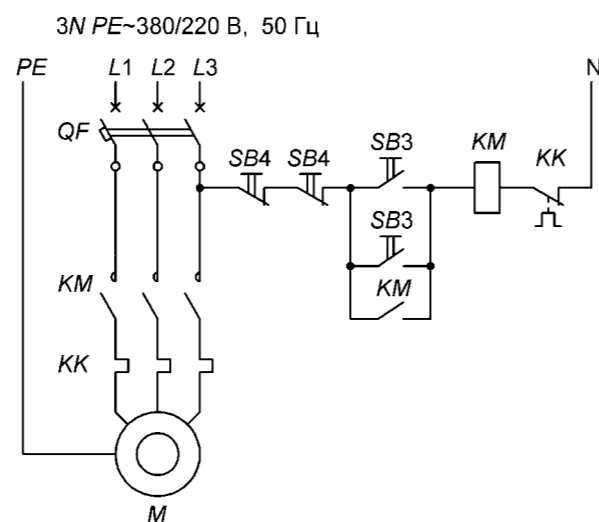 3N PE~380/220 В, 50 Гц
PE L1 L2 L3 N
QF
SB4 SB4 SB3 KM KK
SB3
KM KM
KK
M